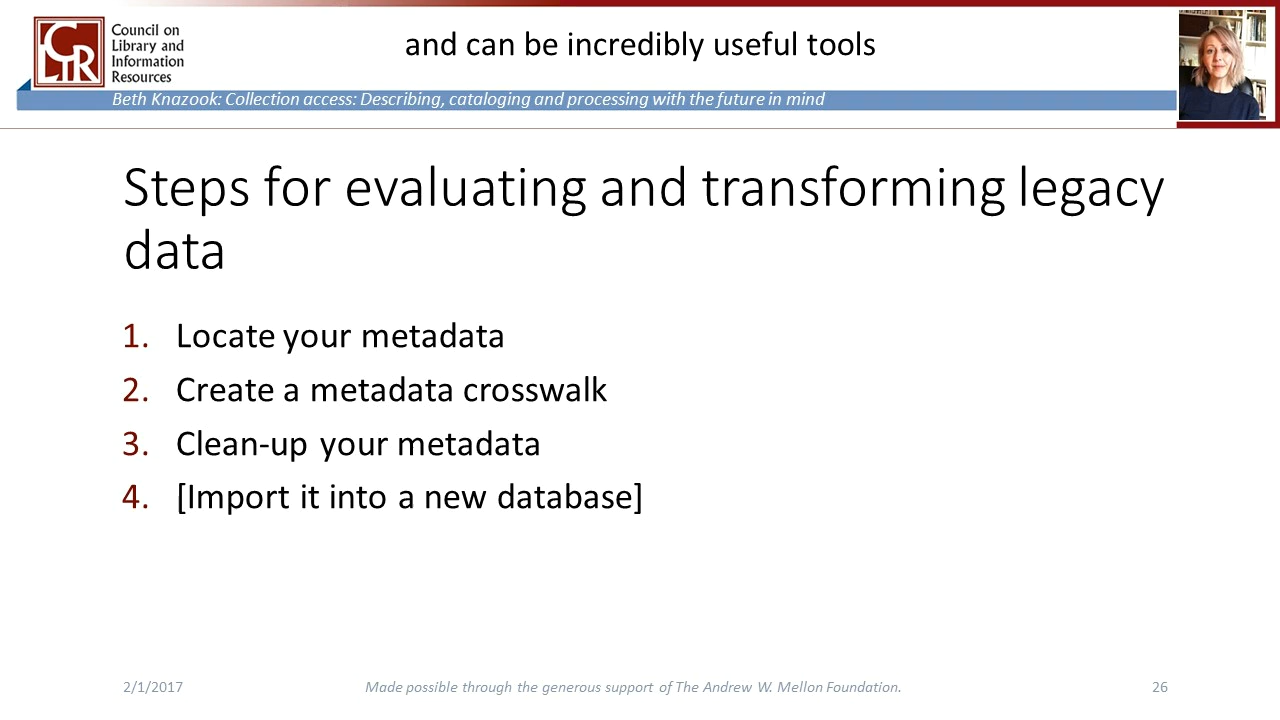 CLIR
Council on
Library and
Information
Resources
and can be incredibly useful tools
Beth Knazook: Collection access: Describing, cataloging and processing with the future in mind
Steps for evaluating and transforming legacy
data
1. Locate your metadata
2. Create a metadata crosswalk
3. Clean-up your metadata
4. [Import it into a new database]
2/1/2017
Made possible through the generous support of The Andrew W. Mellon Foundation.
26